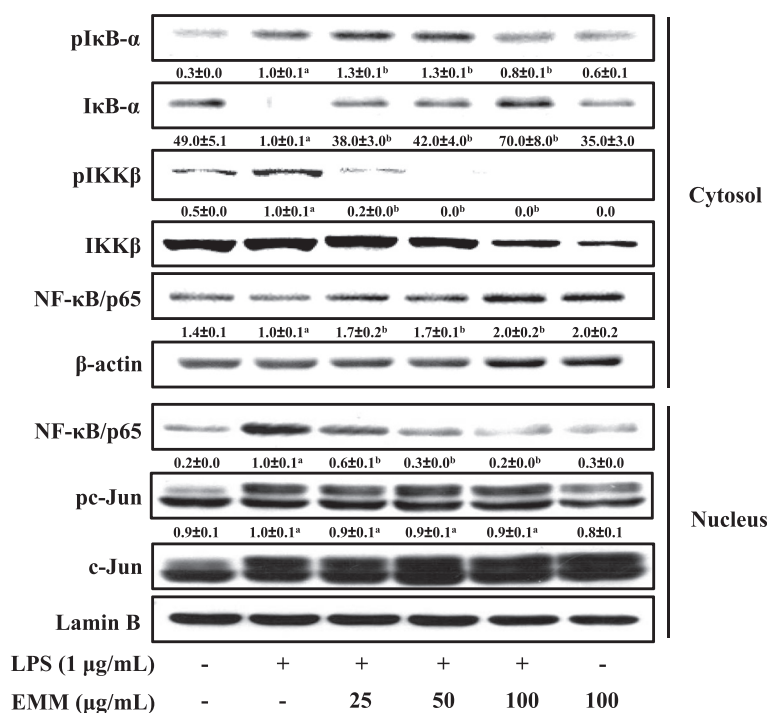 pIκB-α
0.3±0.0 1.0±0.1ᵃ 1.3±0.1ᵇ 1.3±0.1ᵇ 0.8±0.1ᵇ 0.6±0.1
IκB-α
49.0±5.1 1.0±0.1ᵃ 38.0±3.0ᵇ 42.0±4.0ᵇ 70.0±8.0ᵇ 35.0±3.0
pIKKβ
Cytosol
0.5±0.0 1.0±0.1ᵃ 0.2±0.0ᵇ 0.0ᵇ 0.0ᵇ 0.0
IKKβ
NF-κB/p65
1.4±0.1 1.0±0.1ᵃ 1.7±0.2ᵇ 1.7±0.1ᵇ 2.0±0.2ᵇ 2.0±0.2
β-actin
NF-κB/p65
0.2±0.0 1.0±0.1ᵃ 0.6±0.1ᵇ 0.3±0.0ᵇ 0.2±0.0ᵇ 0.3±0.0
pc-Jun
Nucleus
0.9±0.1 1.0±0.1ᵃ 0.9±0.1ᵃ 0.9±0.1ᵃ 0.9±0.1ᵃ 0.8±0.1
c-Jun
Lamin B
LPS (1 μg/mL) - + + + + -
EMM (μg/mL) - - 25 50 100 100